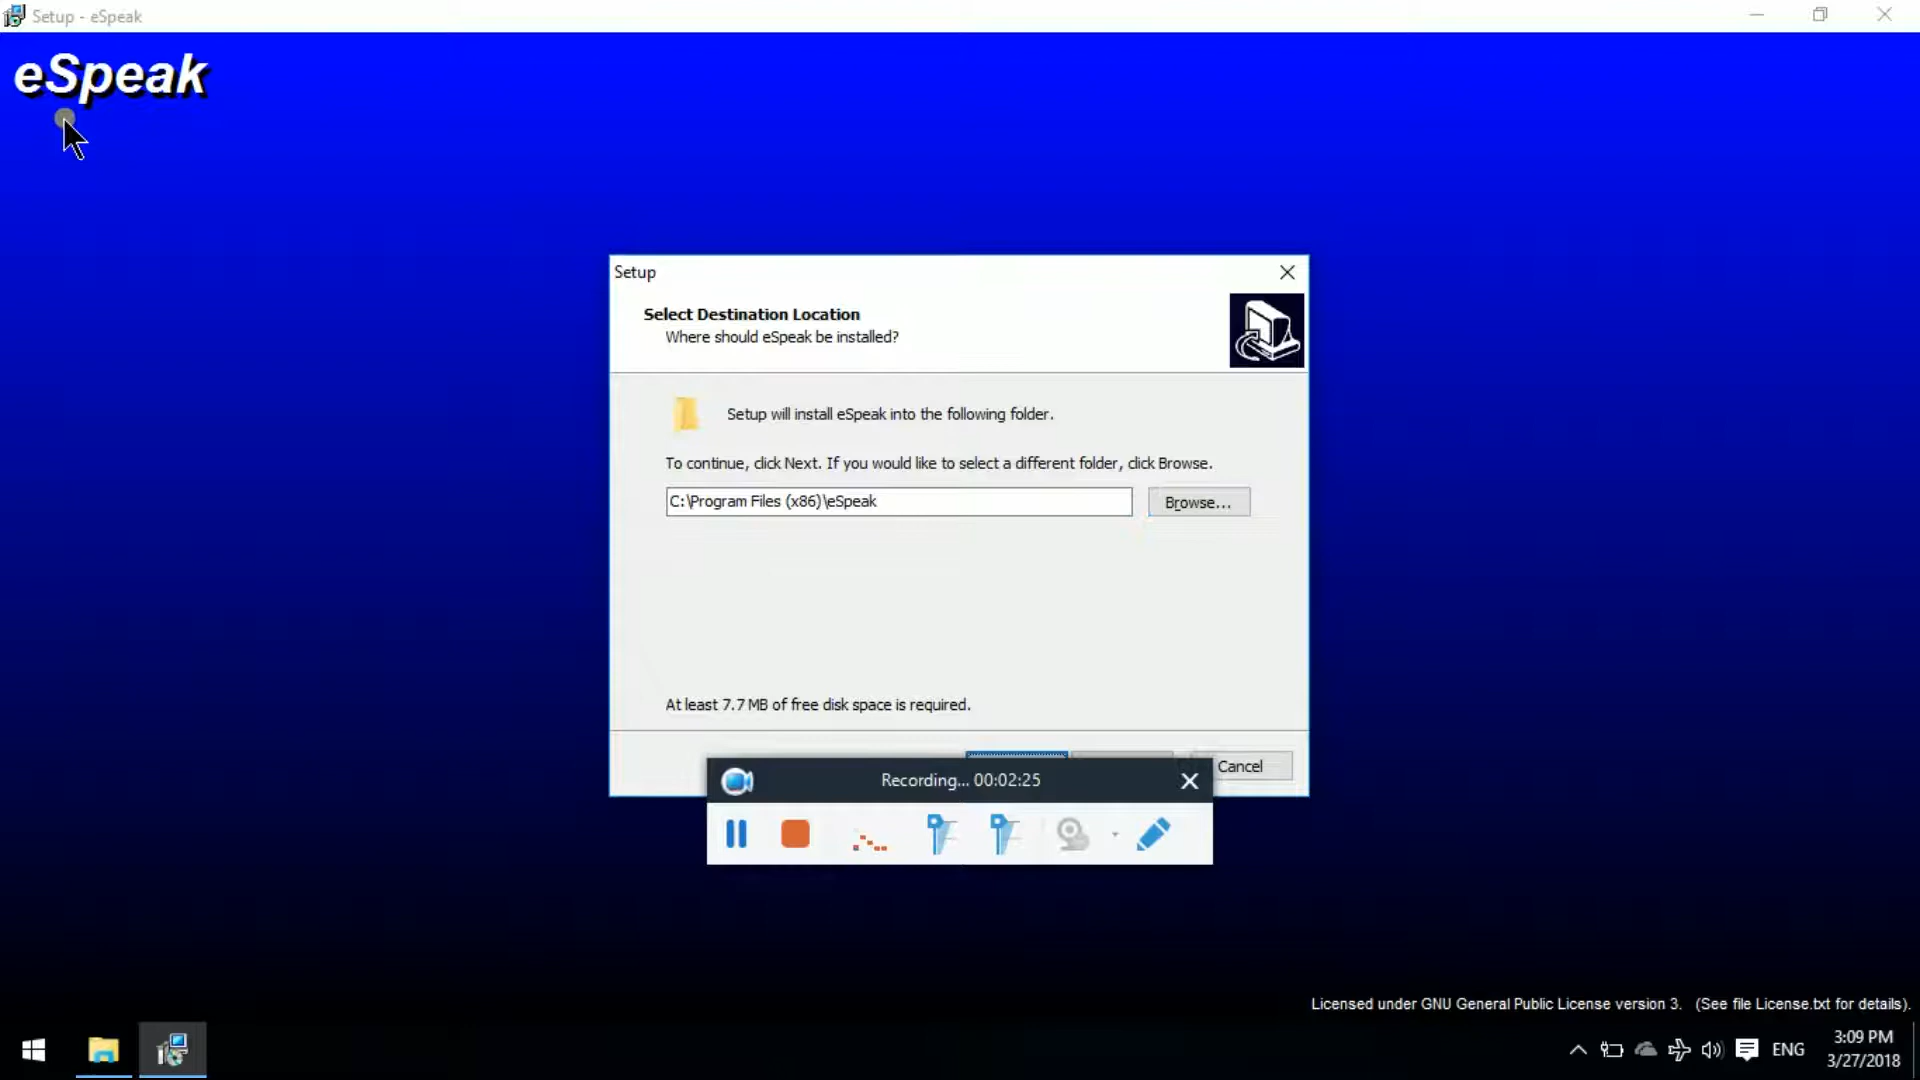 Setup - eSpeak
eSpeak
Setup
Select Destination Location
Where should eSpeak be installed?
Setup will install eSpeak into the following folder.
To continue, click Next. If you would like to select a different folder, click Browse.
C:\Program Files (x86)\eSpeak
Browse...
At least 7.7 MB of free disk space is required.
Cancel
Recording... 00:02:25
Licensed under GNU General Public License version 3. (See file License.txt for details).
ENG
3:09 PM
3/27/2018